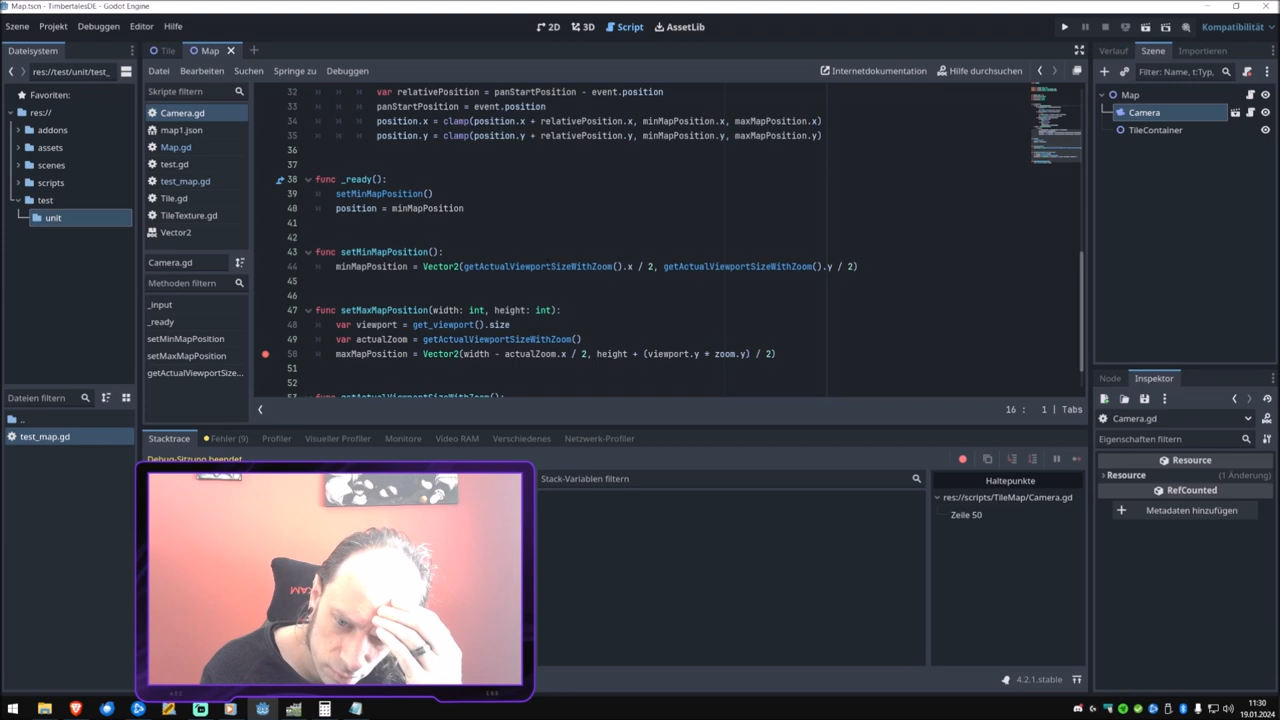 Map.tscn - TimbertalesDE - Godot Engine
Szene Projekt Debuggen Editor Hilfe
2D 3D Script AssetLib
Kompatibilität
Dateisystem
Tile Map
Verlauf Szene Importieren
res://test/unit/test_
Datei Bearbeiten Suchen Springe zu Debuggen
Internetdokumentation Hilfe durchsuchen
Filter: Name, t:Typ,
Favoriten:
res://
addons
assets
scenes
scripts
test
unit
Skripte filtern
Camera.gd
map1.json
Map.gd
test.gd
test_map.gd
Tile.gd
TileTexture.gd
Vector2
Camera.gd
Methoden filtern
_input
_ready
setMinMapPosition
setMaxMapPosition
getActualViewportSize...
32 var relativePosition = panStartPosition - event.position
33 panStartPosition = event.position
34 position.x = clamp(position.x + relativePosition.x, minMapPosition.x, maxMapPosition.x)
35 position.y = clamp(position.y + relativePosition.y, minMapPosition.y, maxMapPosition.y)
36
37
38 func _ready():
39 setMinMapPosition()
40 position = minMapPosition
41
42
43 func setMinMapPosition():
44 minMapPosition = Vector2(getActualViewportSizeWithZoom().x / 2, getActualViewportSizeWithZoom().y / 2)
45
46
47 func setMaxMapPosition(width: int, height: int):
48 var viewport = get_viewport().size
49 var actualZoom = getActualViewportSizeWithZoom()
50 maxMapPosition = Vector2(width - actualZoom.x / 2, height + (viewport.y * zoom.y) / 2)
51
52
53 func getActualViewportSizeWithZoom():
16 : 1 | Tabs
Map
Camera
TileContainer
Node Inspektor
Camera.gd
Eigenschaften filtern
Resource
Resource (1 Änderung)
RefCounted
Metadaten hinzufügen
Dateien filtern
..
test_map.gd
Stacktrace Fehler (9) Profiler Visueller Profiler Monitore Video RAM Verschiedenes Netzwerk-Profiler
Debug-Sitzung beendet
Stack-Variablen filtern
Haltepunkte
res://scripts/TileMap/Camera.gd
Zeile 50
4.2.1.stable
11:30
19.01.2024